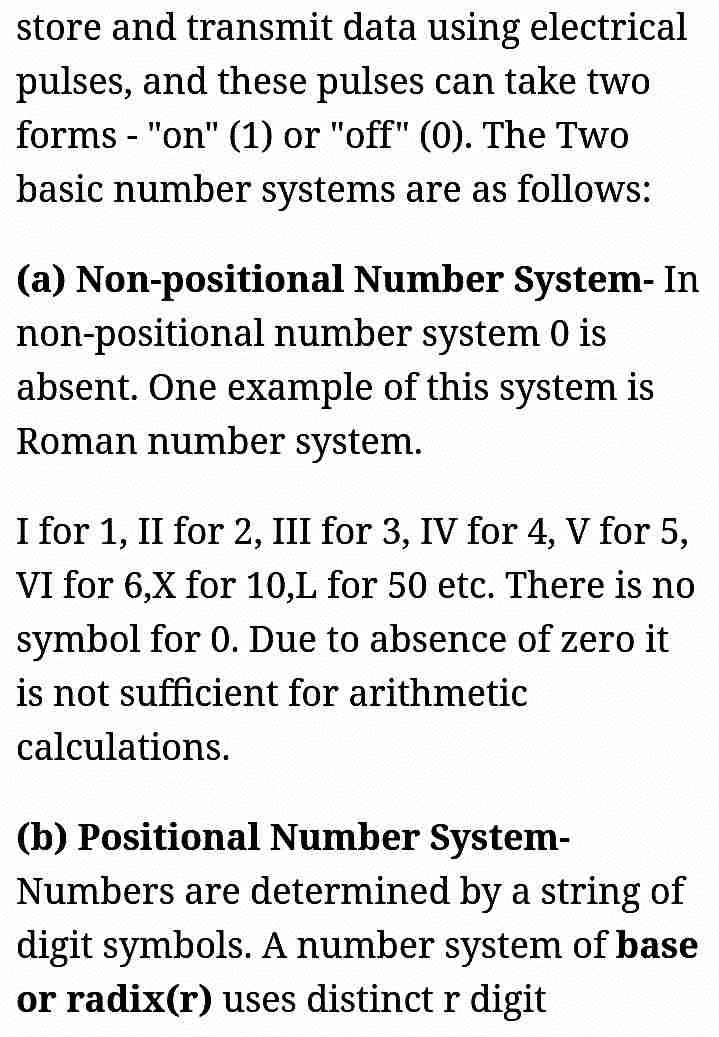 store and transmit data using electrical
pulses, and these pulses can take two
forms - "on" (1) or "off" (0). The Two
basic number systems are as follows:
(a) Non-positional Number System- In
non-positional number system 0 is
absent. One example of this system is
Roman number system.
I for 1, II for 2, III for 3, IV for 4, V for 5,
VI for 6,X for 10,L for 50 etc. There is no
symbol for 0. Due to absence of zero it
is not sufficient for arithmetic
calculations.
(b) Positional Number System-
Numbers are determined by a string of
digit symbols. A number system of base
or radix(r) uses distinct r digit